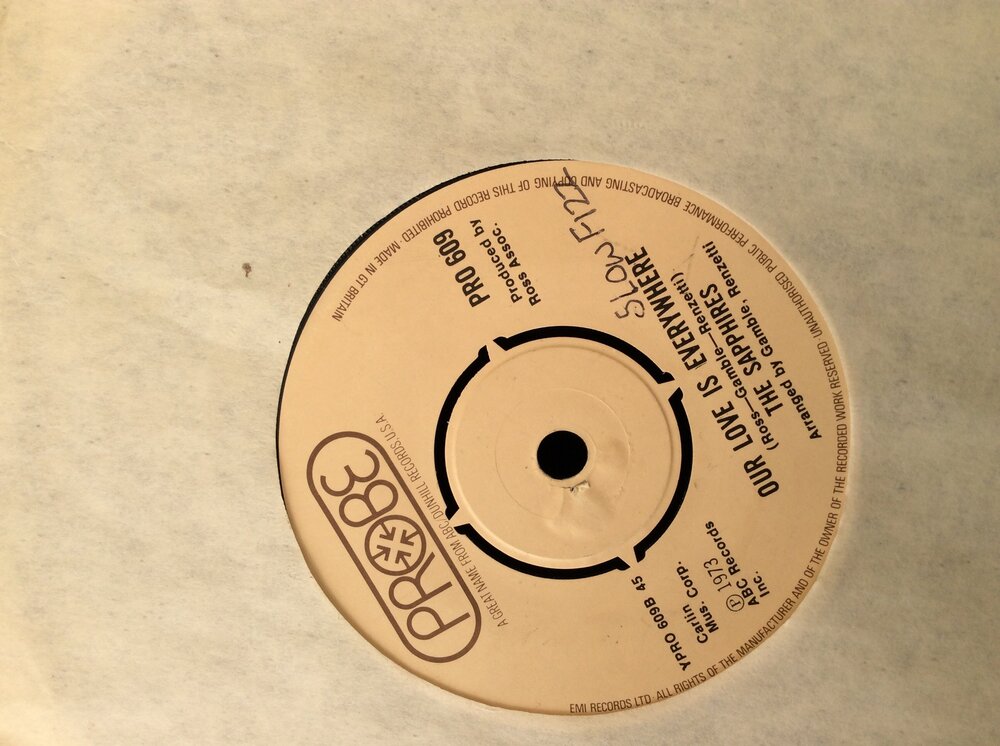 PROBE
A GREAT NAME FROM ABC/DUNHILL RECORDS, U.S.A.
YPRO 609B 45
Carlin
Mus. Corp.
℗ 1973
ABC Records
Inc.
PRO 609
Produced by
Ross Assoc.
SLOW
OUR LOVE IS EVERYWHERE
(Ross—Gamble—Renzetti)
THE SAPPHIRES
Arranged by Gamble, Renzetti
EMI RECORDS LTD · ALL RIGHTS OF THE MANUFACTURER AND OF THE OWNER OF THE RECORDED WORK RESERVED · UNAUTHORISED PUBLIC PERFORMANCE BROADCASTING AND COPYING OF THIS RECORD PROHIBITED · MADE IN GT BRITAIN